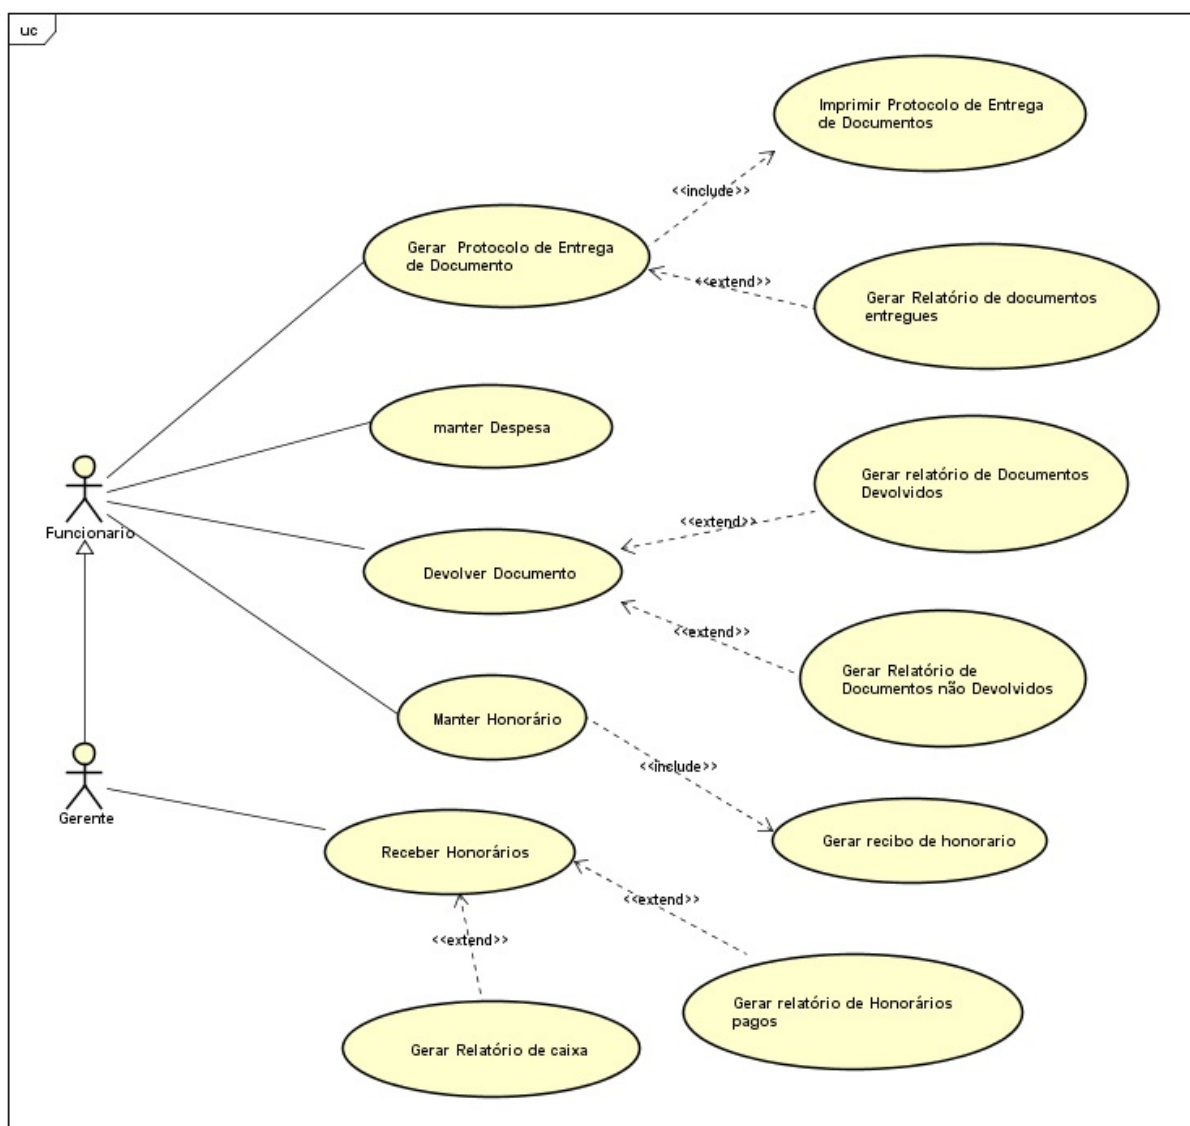 uc
Imprimir Protocolo de Entrega
de Documentos
<<include>>
Gerar Protocolo de Entrega
de Documento
<<extend>>
Gerar Relatório de documentos
entregues
manter Despesa
Gerar relatório de Documentos
Devolvidos
<<extend>>
Funcionario
Devolver Documento
<<extend>>
Gerar Relatório de
Documentos não Devolvidos
Manter Honorário
<<include>>
Gerente
Receber Honorários
Gerar recibo de honorario
<<extend>>
<<extend>>
Gerar relatório de Honorários
pagos
Gerar Relatório de caixa